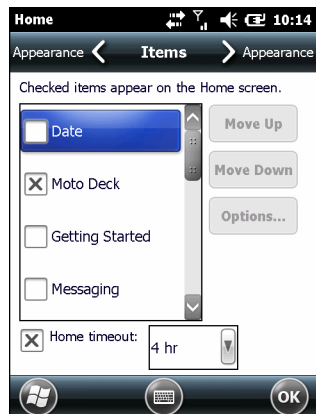 Home 10:14
Appearance Items Appearance
Checked items appear on the Home screen.
Date
Moto Deck
Getting Started
Messaging
Move Up
Move Down
Options...
Home timeout: 4 hr
OK